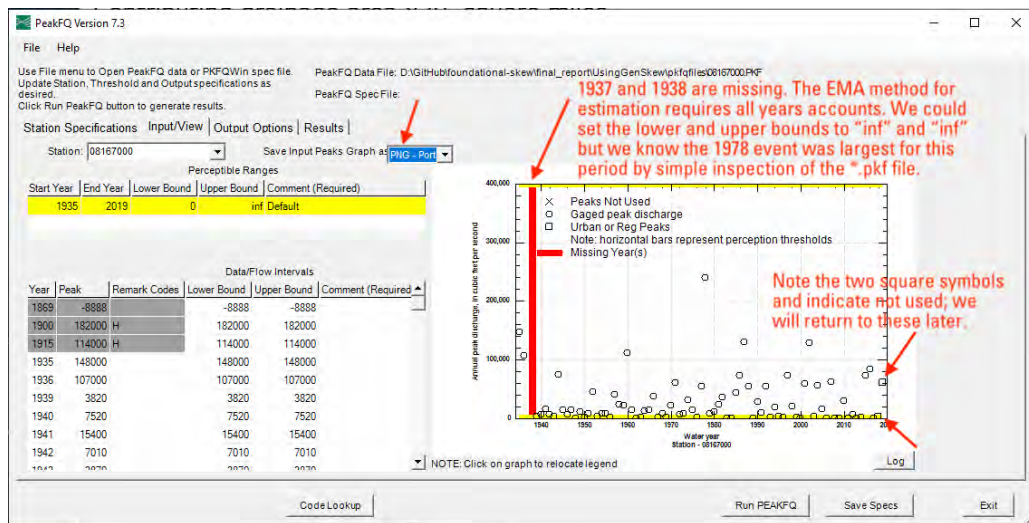 PeakFQ Version 7.3
File Help
Use File menu to Open PeakFQ data or PKFQWin spec file.
Update Station, Threshold and Output specifications as
desired.
Click Run PeakFQ button to generate results.
PeakFQ Data File: D:\GitHub\foundational-skew\final_report\UsingGenSkew\pkfqfiles\08167000.PKF
PeakFQ Spec File:
1937 and 1938 are missing. The EMA method for
estimation requires all years accounts. We could
set the lower and upper bounds to “inf” and “inf”
but we know the 1978 event was largest for this
period by simple inspection of the *.pkf file.
Station Specifications Input/View Output Options Results
Station: 08167000 Save Input Peaks Graph as PNG - Port
Perceptible Ranges
Start Year End Year Lower Bound Upper Bound Comment (Required)
1935 2019 0 inf Default
Data/Flow Intervals
Year Peak Remark Codes Lower Bound Upper Bound Comment (Required
1869 -8888 -8888 -8888
1900 182000 H 182000 182000
1915 114000 H 114000 114000
1935 148000 148000 148000
1936 107000 107000 107000
1939 3820 3820 3820
1940 7520 7520 7520
1941 15400 15400 15400
1942 7010 7010 7010
Annual peak discharge, in cubic feet per second
400,000
300,000
200,000
100,000
0
Peaks Not Used
Gaged peak discharge
Urban or Reg Peaks
Note: horizontal bars represent perception thresholds
Missing Year(s)
1940 1950 1960 1970 1980 1990 2000 2010
Water year
Station - 08167000
Note the two square symbols
and indicate not used; we
will return to these later.
NOTE: Click on graph to relocate legend
Log
Code Lookup Run PEAKFQ Save Specs Exit